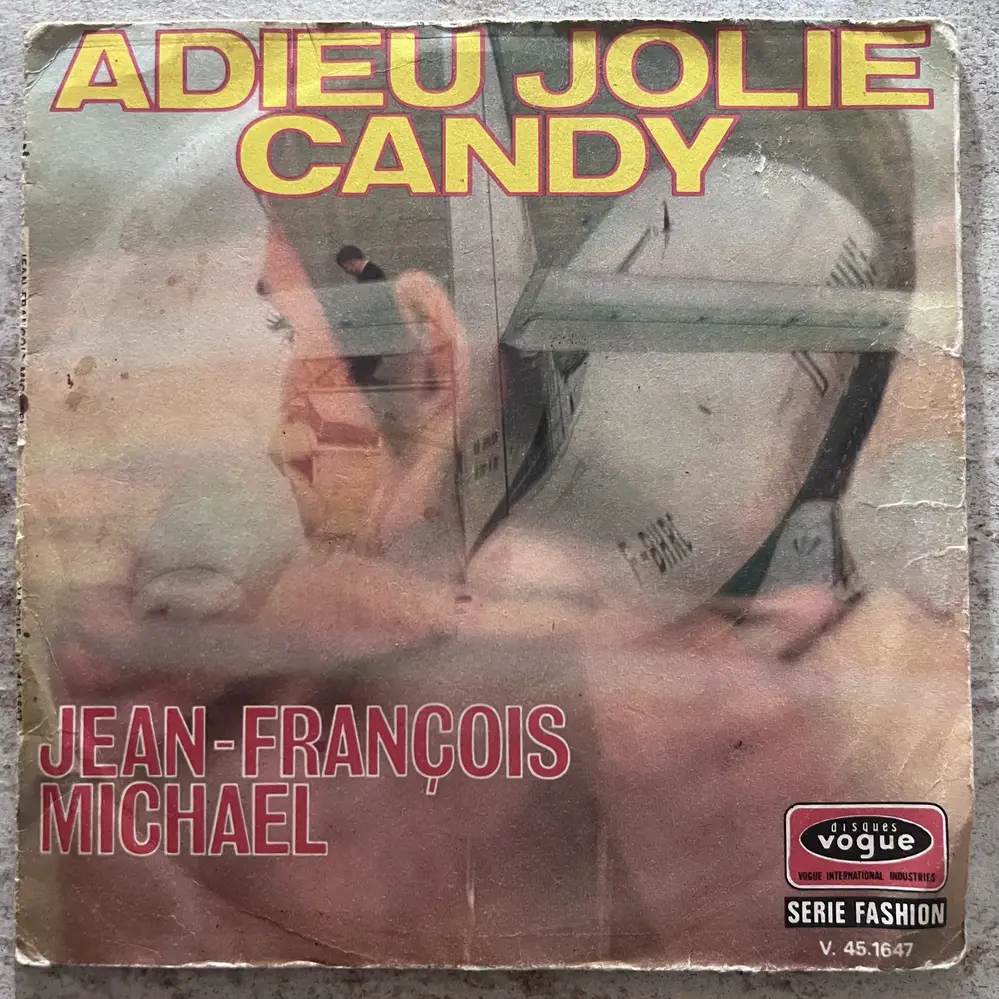 ADIEU JOLIE
CANDY
JEAN-FRANÇOIS
MICHAEL
disques
vogue
VOGUE INTERNATIONAL INDUSTRIES
SERIE FASHION
V. 45.1647